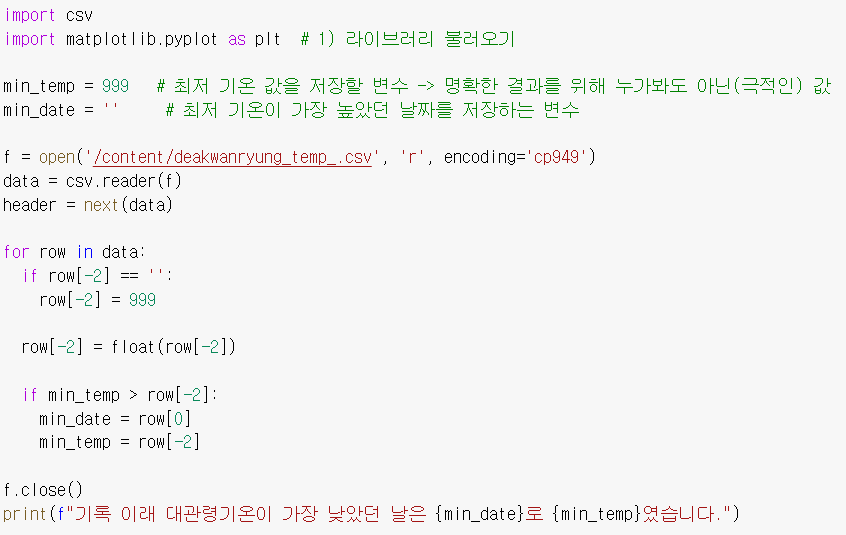 import csv
import matplotlib.pyplot as plt  # 1) 라이브러리 불러오기

min_temp = 999   # 최저 기온 값을 저장할 변수 -> 명확한 결과를 위해 누가봐도 아닌(극적인) 값
min_date = ''     # 최저 기온이 가장 높았던 날짜를 저장하는 변수

f = open('/content/deakwanryung_temp_.csv', 'r', encoding='cp949')
data = csv.reader(f)
header = next(data)

for row in data:
  if row[-2] == '':
    row[-2] = 999

  row[-2] = float(row[-2])

  if min_temp > row[-2]:
    min_date = row[0]
    min_temp = row[-2]

f.close()
print(f"기록 이래 대관령기온이 가장 낮았던 날은 {min_date}로 {min_temp}였습니다.")